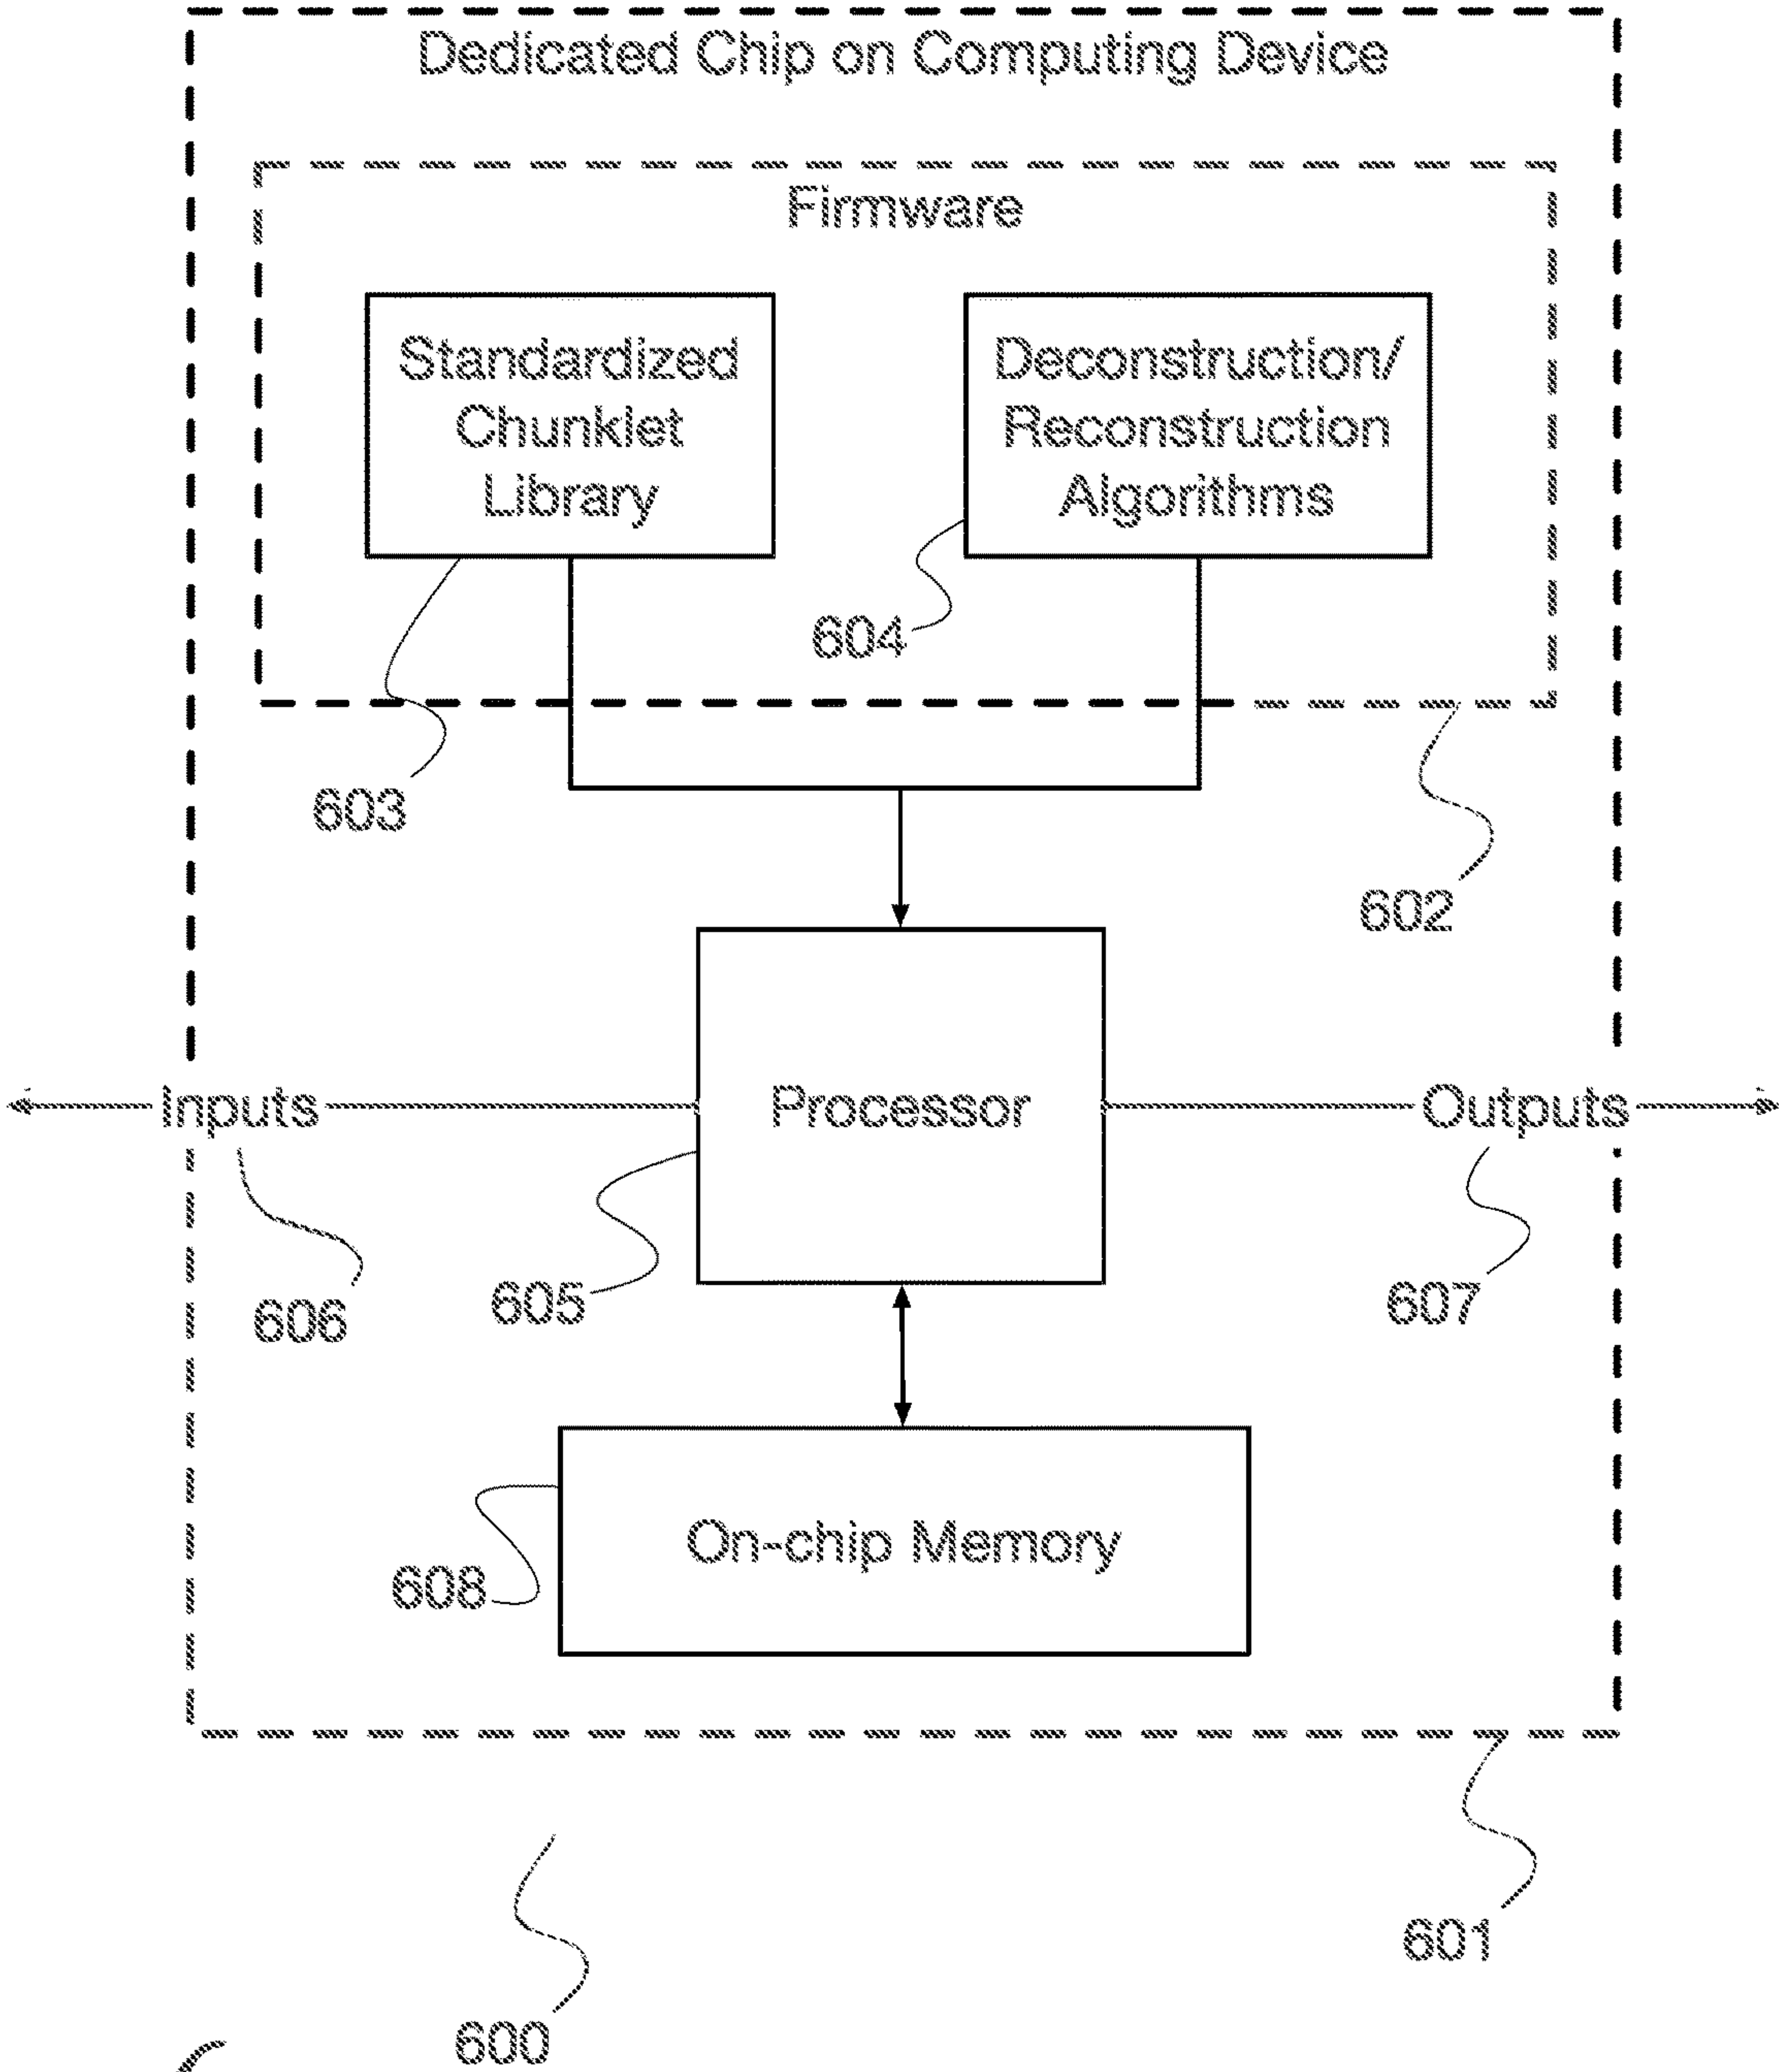 Dedicated Chip on Computing Device
Firmware
Standardized
Chunklet
Library
Deconstruction/
Reconstruction
Algorithms
604
603
602
Processor
Inputs
Outputs
606
605
607
On-chip Memory
608
601
600